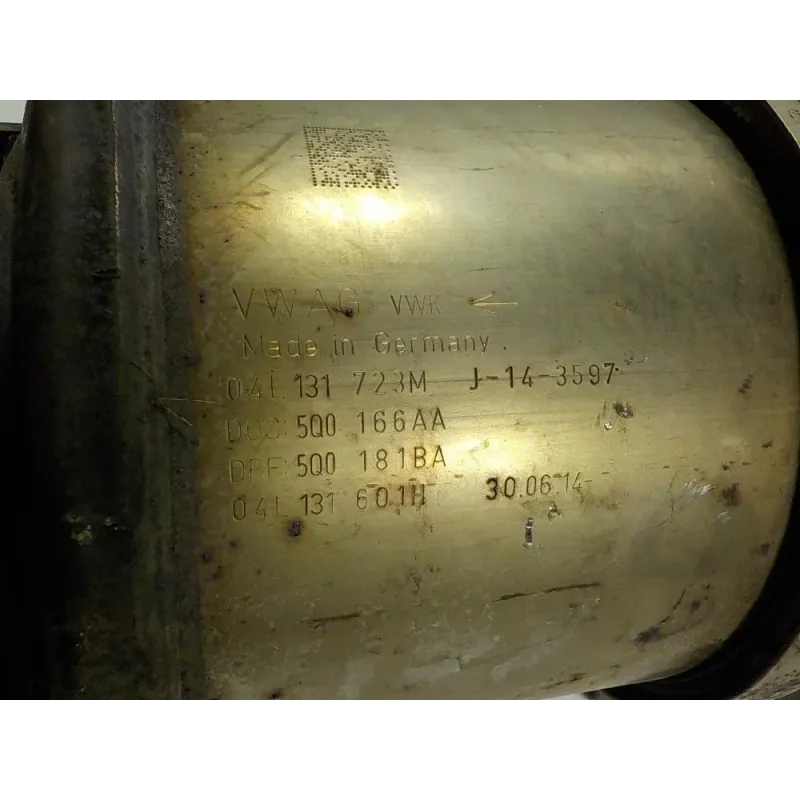 VWAG VWK ←
Made in Germany.
04L 131 723M J-14-3597
DOC: 5Q0 166AA
DPF: 5Q0 181BA
04L 131 601H 30.06.14